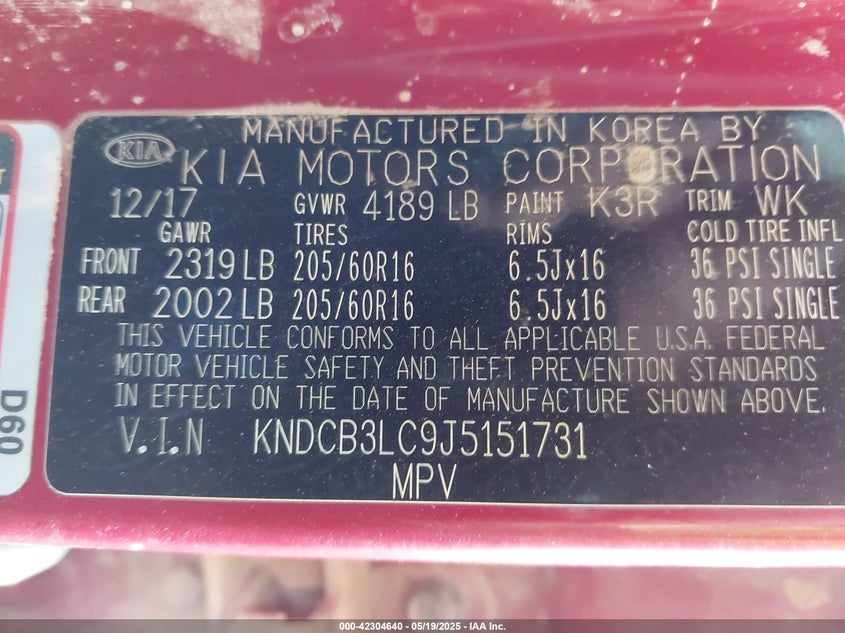 MANUFACTURED IN KOREA BY
KIA KIA MOTORS CORPORATION
12/17 GVWR 4189 LB PAINT K3R TRIM WK
GAWR TIRES RIMS COLD TIRE INFL
FRONT 2319 LB 205/60R16 6.5Jx16 36 PSI SINGLE
REAR 2002 LB 205/60R16 6.5Jx16 36 PSI SINGLE
THIS VEHICLE CONFORMS TO ALL APPLICABLE U.S.A. FEDERAL
MOTOR VEHICLE SAFETY AND THEFT PREVENTION STANDARDS
IN EFFECT ON THE DATE OF MANUFACTURE SHOWN ABOVE.
V.I.N KNDCB3LC9J5151731
MPV
D60
000-42304640 - 05/19/2025 - IAA Inc.